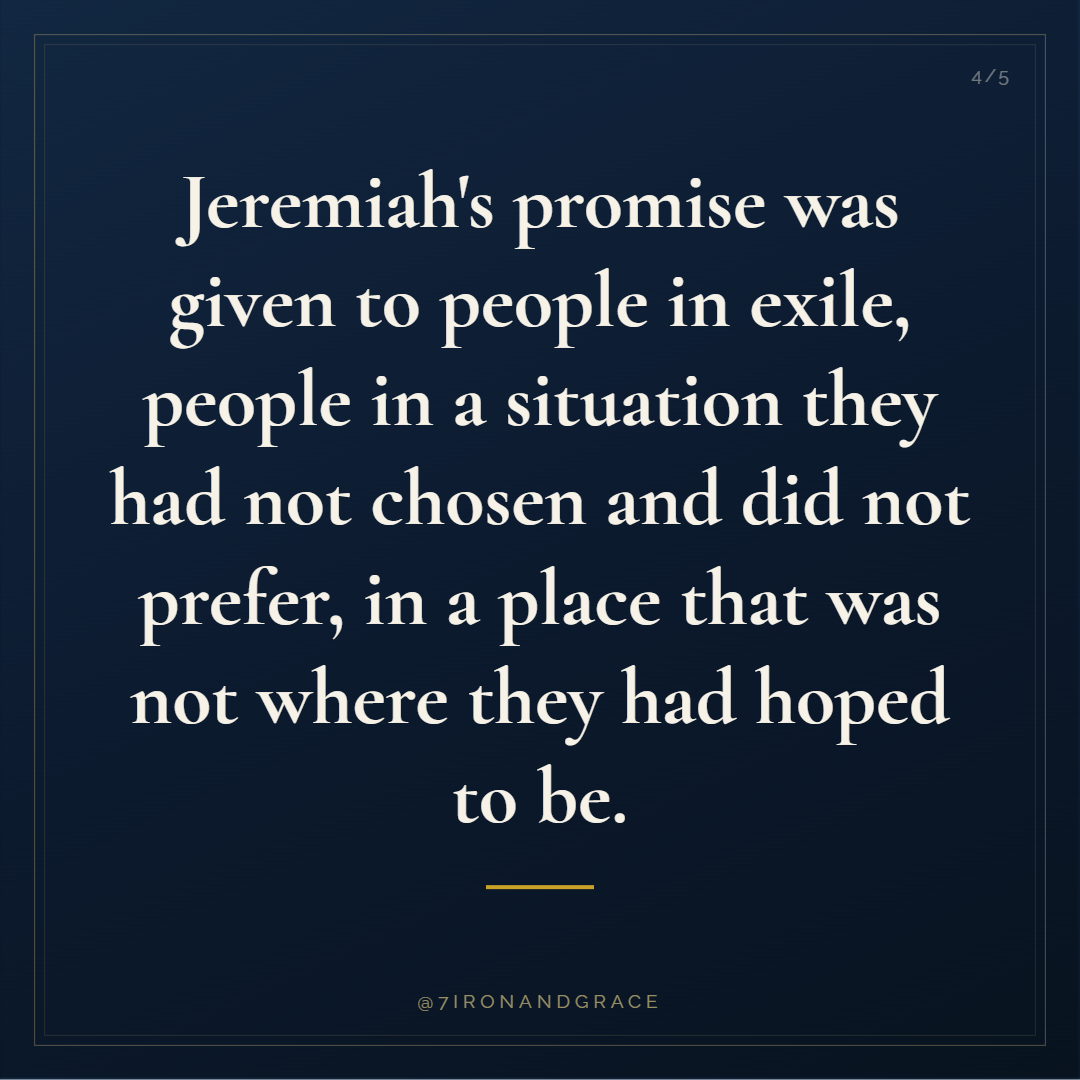 4/5
Jeremiah's promise was
given to people in exile,
people in a situation they
had not chosen and did not
prefer, in a place that was
not where they had hoped
to be.
@7IRONANDGRACE